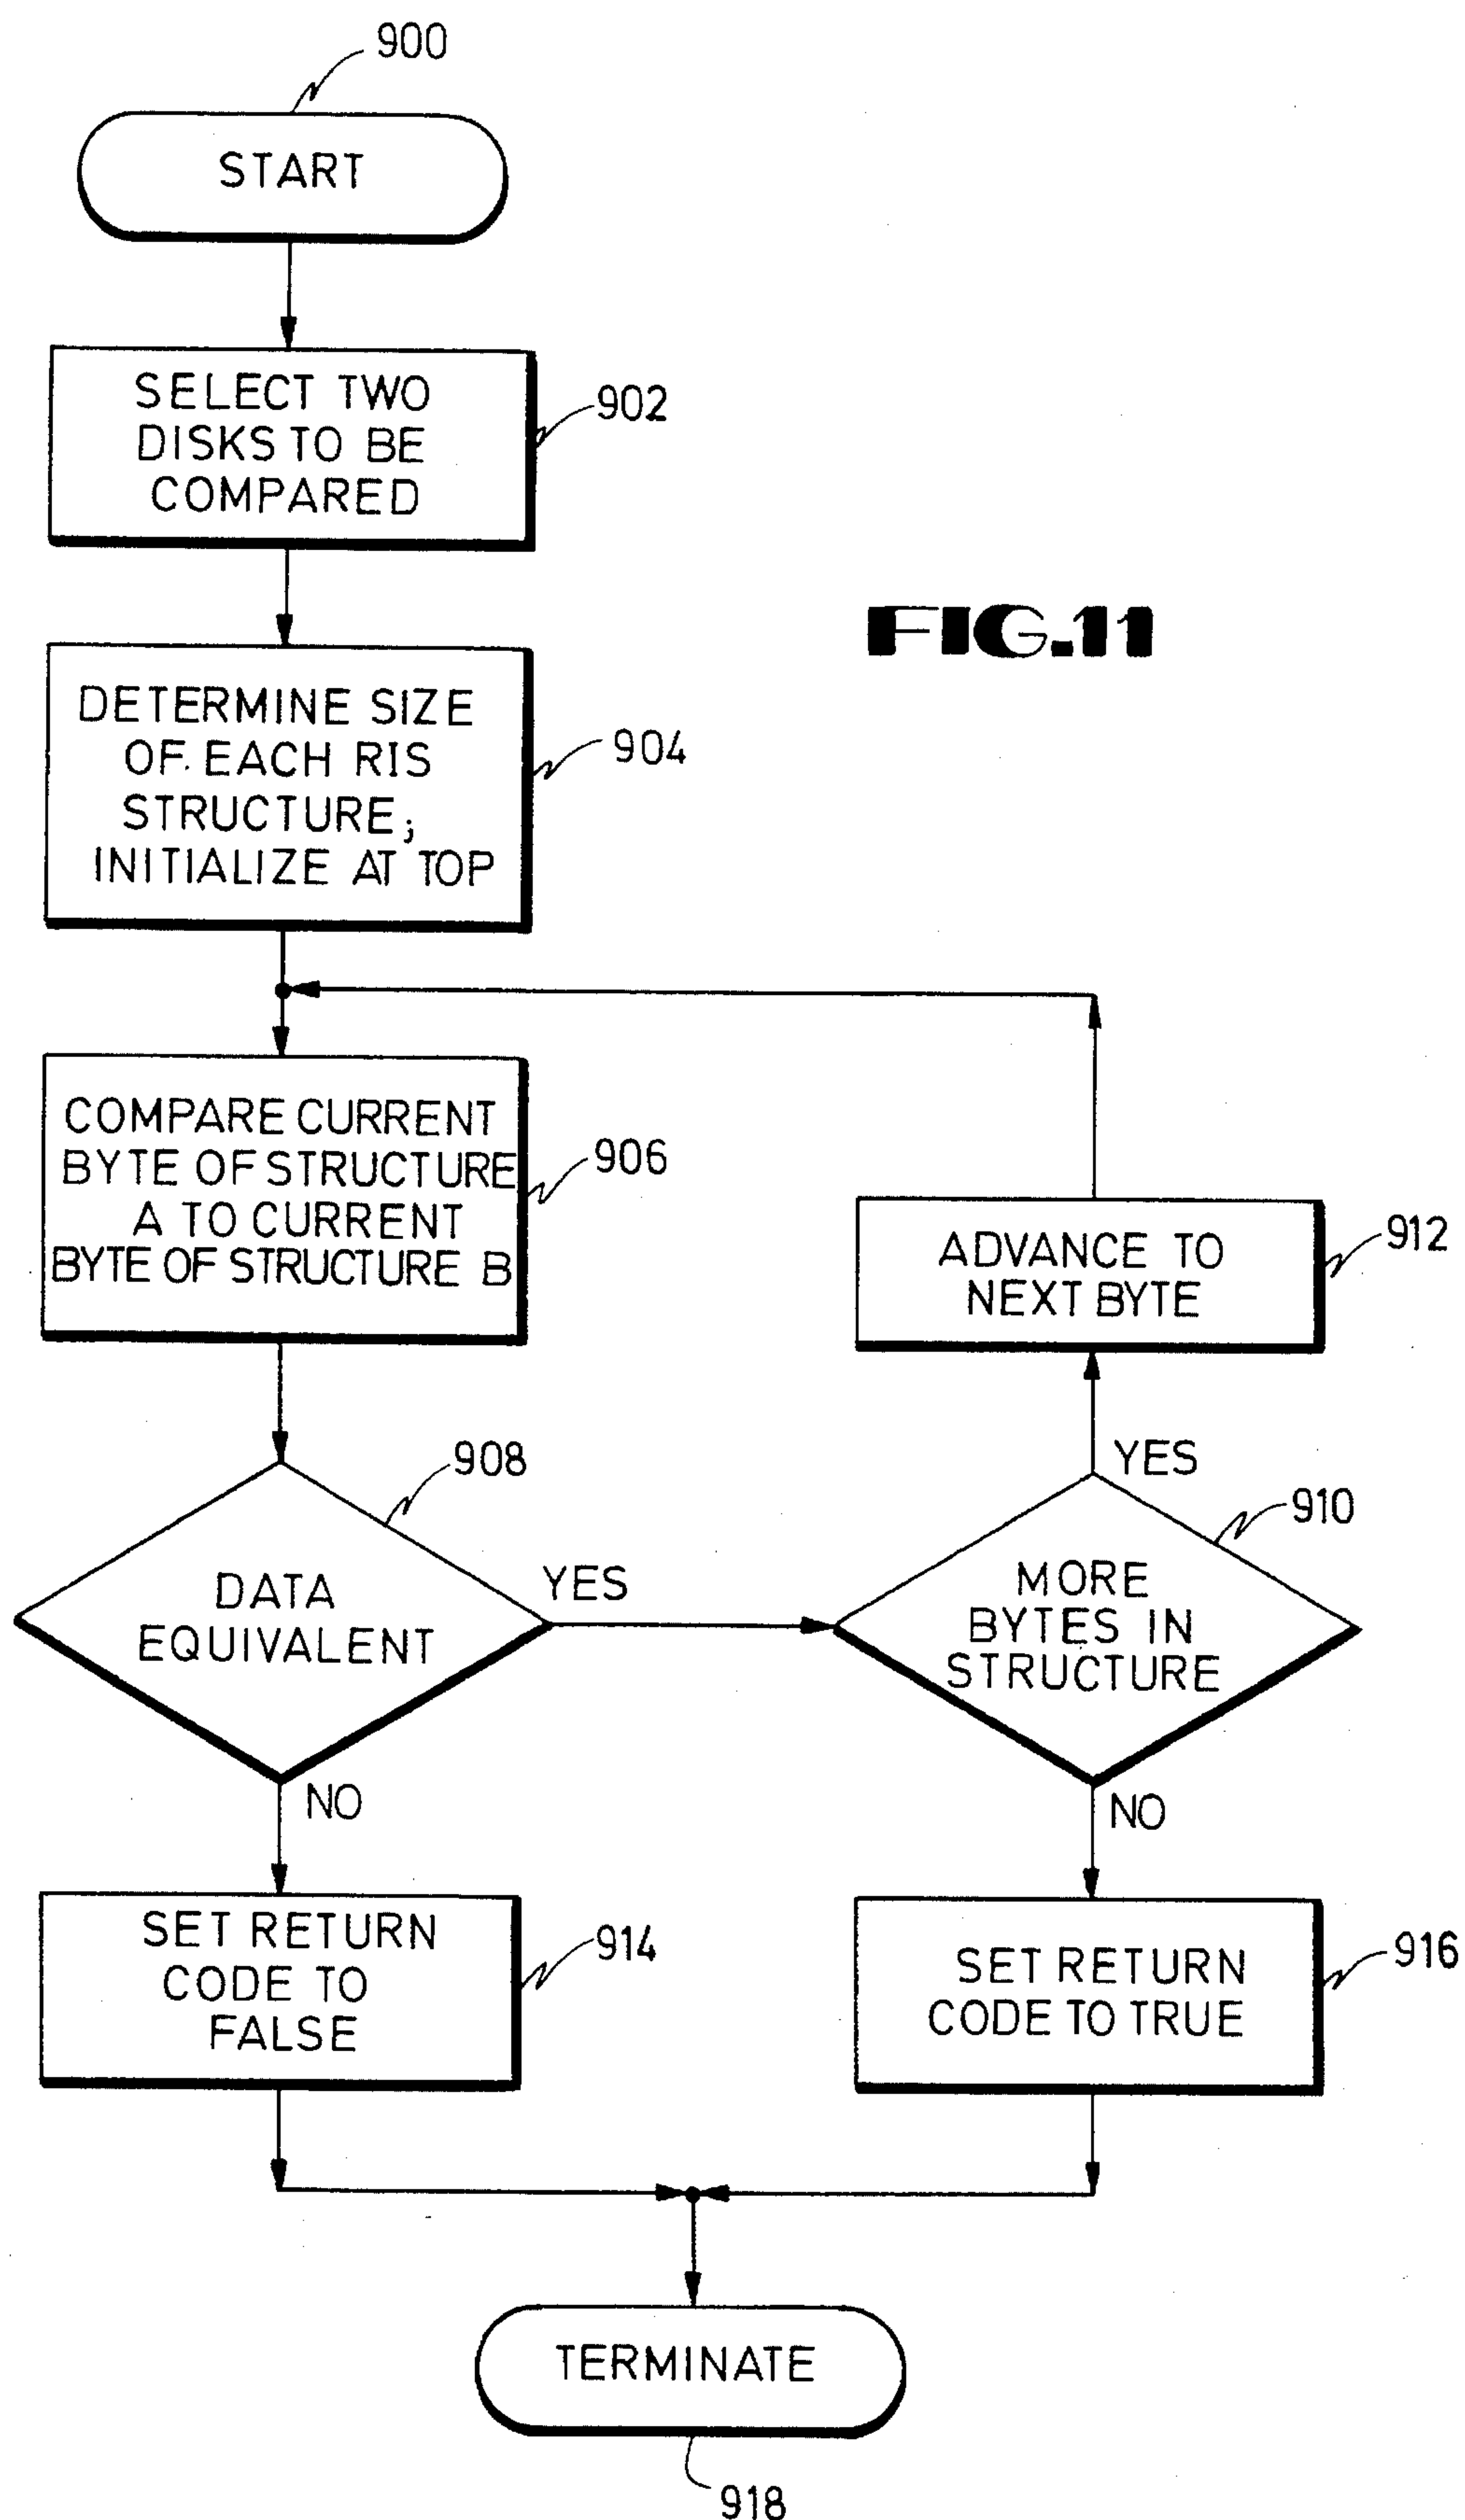 900
START
SELECT TWO
DISKS TO BE
COMPARED
902
FIG.11
DETERMINE SIZE
OF EACH RIS
STRUCTURE;
INITIALIZE AT TOP
904
COMPARE CURRENT
BYTE OF STRUCTURE
A TO CURRENT
BYTE OF STRUCTURE B
906
ADVANCE TO
NEXT BYTE
912
908
DATA
EQUIVALENT
YES
NO
YES
910
MORE
BYTES IN
STRUCTURE
NO
SET RETURN
CODE TO
FALSE
914
SET RETURN
CODE TO TRUE
916
TERMINATE
918